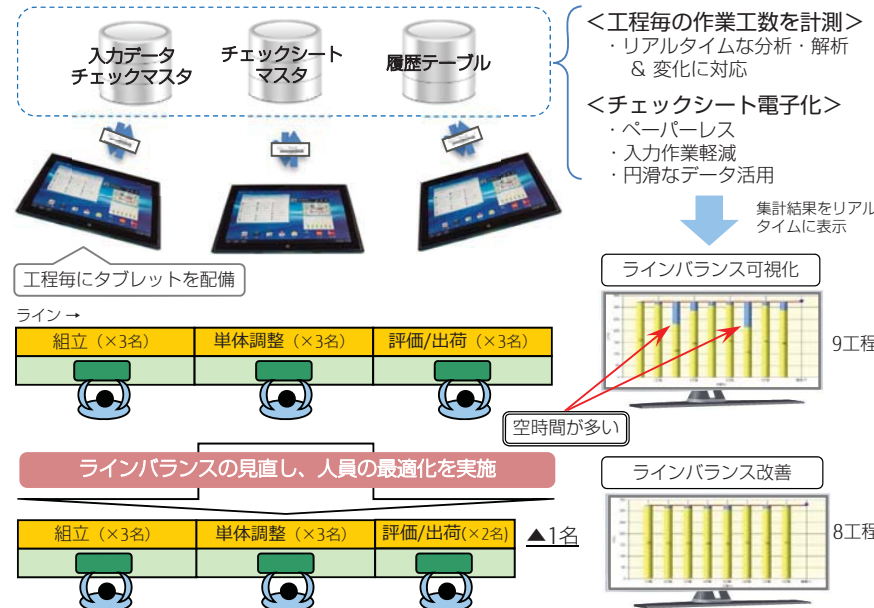 入力データ
チェックマスタ
チェックシート
マスタ
履歴テーブル
＜工程毎の作業工数を計測＞
・リアルタイムな分析・解析
& 変化に対応
＜チェックシート電子化＞
・ペーパーレス
・入力作業軽減
・円滑なデータ活用
集計結果をリアル
タイムに表示
工程毎にタブレットを配備
ラインバランス可視化
ライン →
組立（×3名）
単体調整（×3名）
評価/出荷（×3名）
9工程
空時間が多い
ラインバランスの見直し、人員の最適化を実施
ラインバランス改善
組立（×3名）
単体調整（×3名）
評価/出荷(×2名)
▲1名
8工程